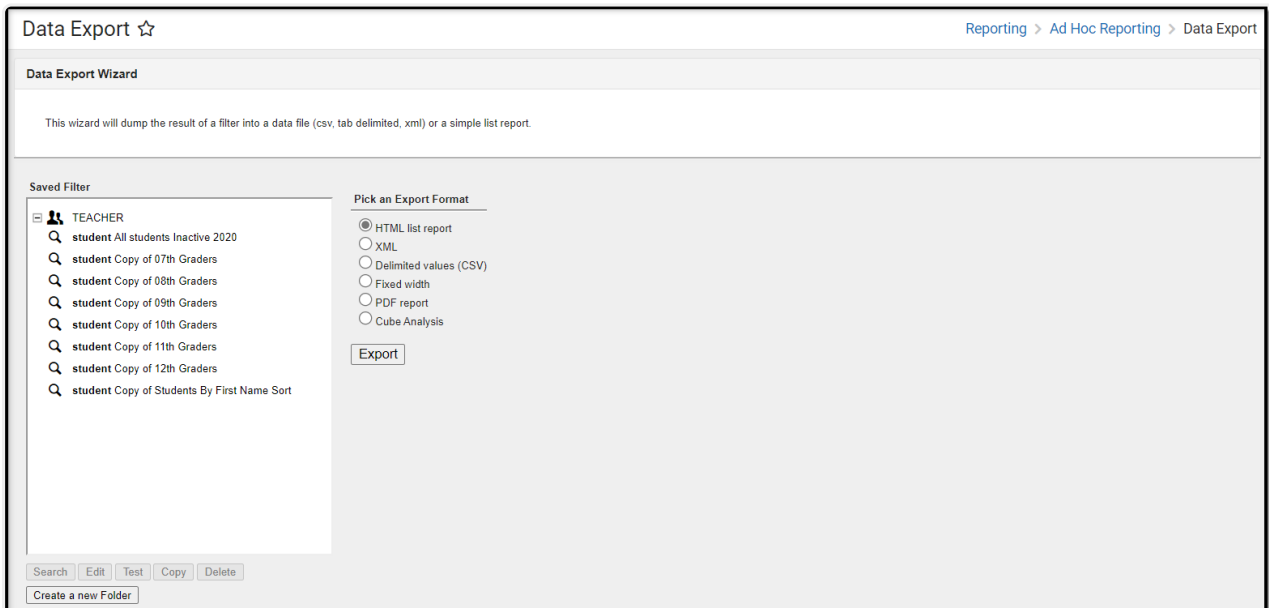 Data Export
Reporting > Ad Hoc Reporting > Data Export
Data Export Wizard
This wizard will dump the result of a filter into a data file (csv, tab delimited, xml) or a simple list report.
Saved Filter
TEACHER
student All students Inactive 2020
student Copy of 07th Graders
student Copy of 08th Graders
student Copy of 09th Graders
student Copy of 10th Graders
student Copy of 11th Graders
student Copy of 12th Graders
student Copy of Students By First Name Sort
Search Edit Test Copy Delete
Create a new Folder
Pick an Export Format
HTML list report
XML
Delimited values (CSV)
Fixed width
PDF report
Cube Analysis
Export